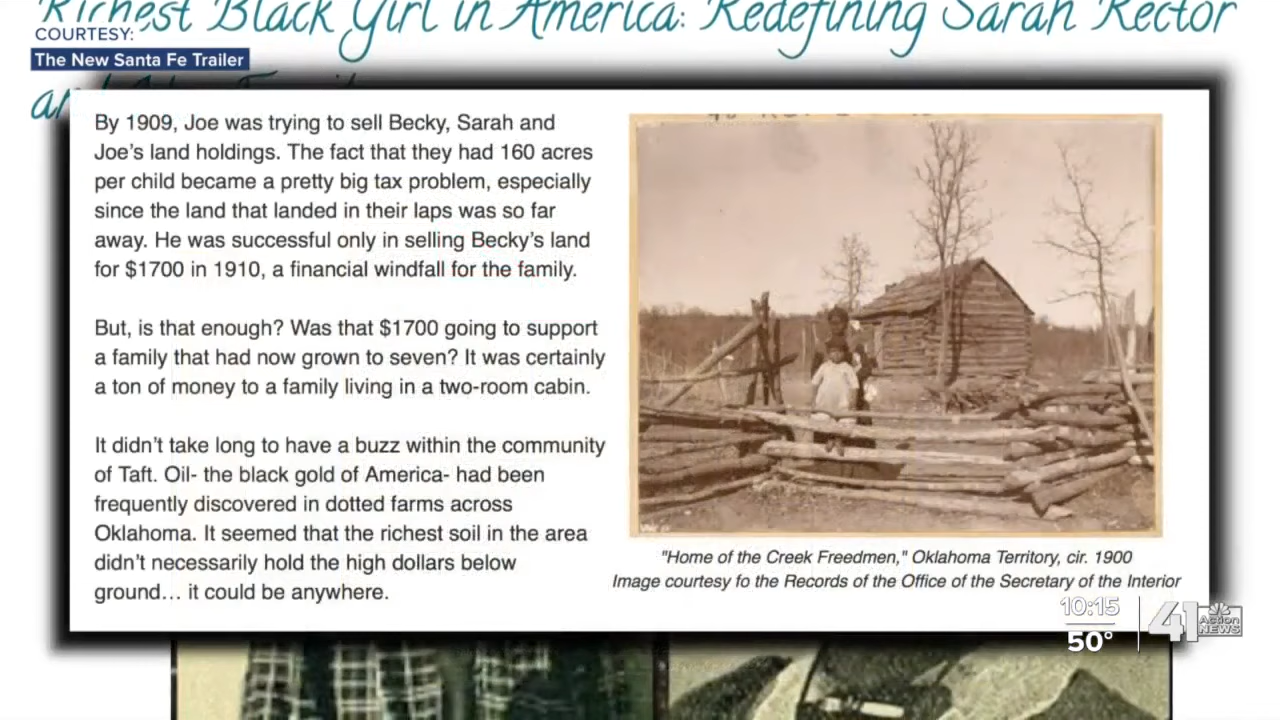 Richest Black Girl in America: Redefining Sarah Rector
COURTESY:
The New Santa Fe Trailer
By 1909, Joe was trying to sell Becky, Sarah and
Joe's land holdings. The fact that they had 160 acres
per child became a pretty big tax problem, especially
since the land that landed in their laps was so far
away. He was successful only in selling Becky's land
for $1700 in 1910, a financial windfall for the family.
But, is that enough? Was that $1700 going to support
a family that had now grown to seven? It was certainly
a ton of money to a family living in a two-room cabin.
It didn't take long to have a buzz within the community
of Taft. Oil- the black gold of America- had been
frequently discovered in dotted farms across
Oklahoma. It seemed that the richest soil in the area
didn't necessarily hold the high dollars below
ground... it could be anywhere.
"Home of the Creek Freedmen," Oklahoma Territory, cir. 1900
Image courtesy fo the Records of the Office of the Secretary of the Interior
10:15
50°
41 Action NEWS